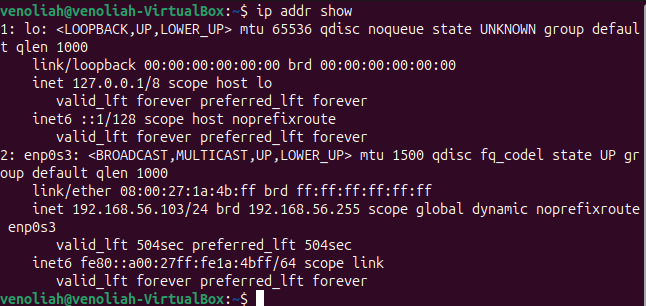 venoliah@venoliah-VirtualBox:~$ ip addr show
1: lo: <LOOPBACK,UP,LOWER_UP> mtu 65536 qdisc noqueue state UNKNOWN group defaul
t qlen 1000
    link/loopback 00:00:00:00:00:00 brd 00:00:00:00:00:00
    inet 127.0.0.1/8 scope host lo
       valid_lft forever preferred_lft forever
    inet6 ::1/128 scope host noprefixroute
       valid_lft forever preferred_lft forever
2: enp0s3: <BROADCAST,MULTICAST,UP,LOWER_UP> mtu 1500 qdisc fq_codel state UP gr
oup default qlen 1000
    link/ether 08:00:27:1a:4b:ff brd ff:ff:ff:ff:ff:ff
    inet 192.168.56.103/24 brd 192.168.56.255 scope global dynamic noprefixroute
 enp0s3
       valid_lft 504sec preferred_lft 504sec
    inet6 fe80::a00:27ff:fe1a:4bff/64 scope link
       valid_lft forever preferred_lft forever
venoliah@venoliah-VirtualBox:~$